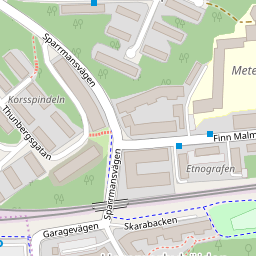 Sparrmansvägen
Mete
Korsspindeln
Thunbergsgatan
Finn Malm
Sparrmansvägen
Etnografen
Skarabacken
Garagevägen